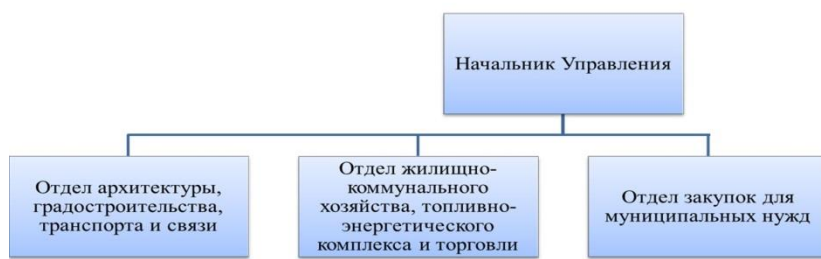 Начальник Управления
Отдел архитектуры,
градостроительства,
транспорта и связи
Отдел жилищно-
коммунального
хозяйства, топливно-
энергетического
комплекса и торговли
Отдел закупок для
муниципальных нужд